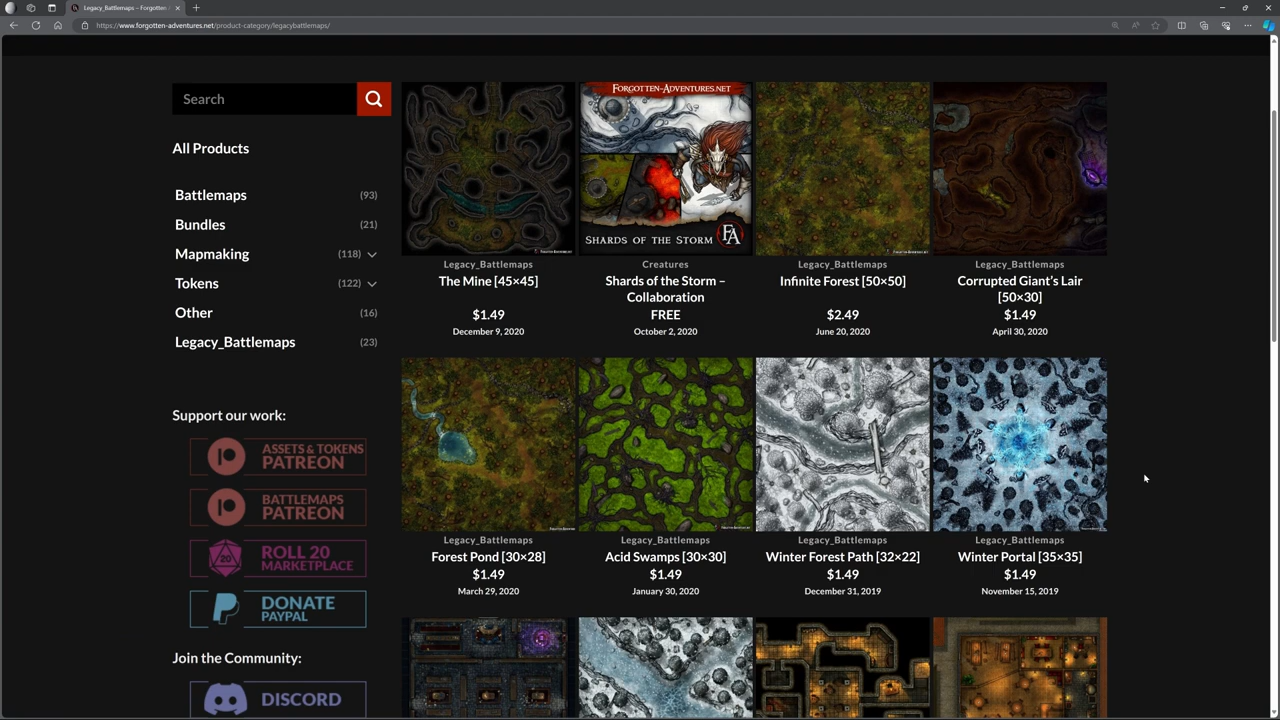 Legacy_Battlemaps – Forgotten A
https://www.forgotten-adventures.net/product-category/legacybattlemaps/
Search
All Products
Battlemaps (93)
Bundles (21)
Mapmaking (118)
Tokens (122)
Other (16)
Legacy_Battlemaps (23)
Support our work:
ASSETS & TOKENS
PATREON
BATTLEMAPS
PATREON
20
ROLL 20
MARKETPLACE
DONATE
PAYPAL
Join the Community:
DISCORD
Legacy_Battlemaps
The Mine [45×45]
$1.49
December 9, 2020
FORGOTTEN-ADVENTURES.NET
SHARDS OF THE STORM
FA
Creatures
Shards of the Storm –
Collaboration
FREE
October 2, 2020
Legacy_Battlemaps
Infinite Forest [50×50]
$2.49
June 20, 2020
Legacy_Battlemaps
Corrupted Giant's Lair
[50×30]
$1.49
April 30, 2020
Legacy_Battlemaps
Forest Pond [30×28]
$1.49
March 29, 2020
Legacy_Battlemaps
Acid Swamps [30×30]
$1.49
January 30, 2020
Legacy_Battlemaps
Winter Forest Path [32×22]
$1.49
December 31, 2019
Legacy_Battlemaps
Winter Portal [35×35]
$1.49
November 15, 2019